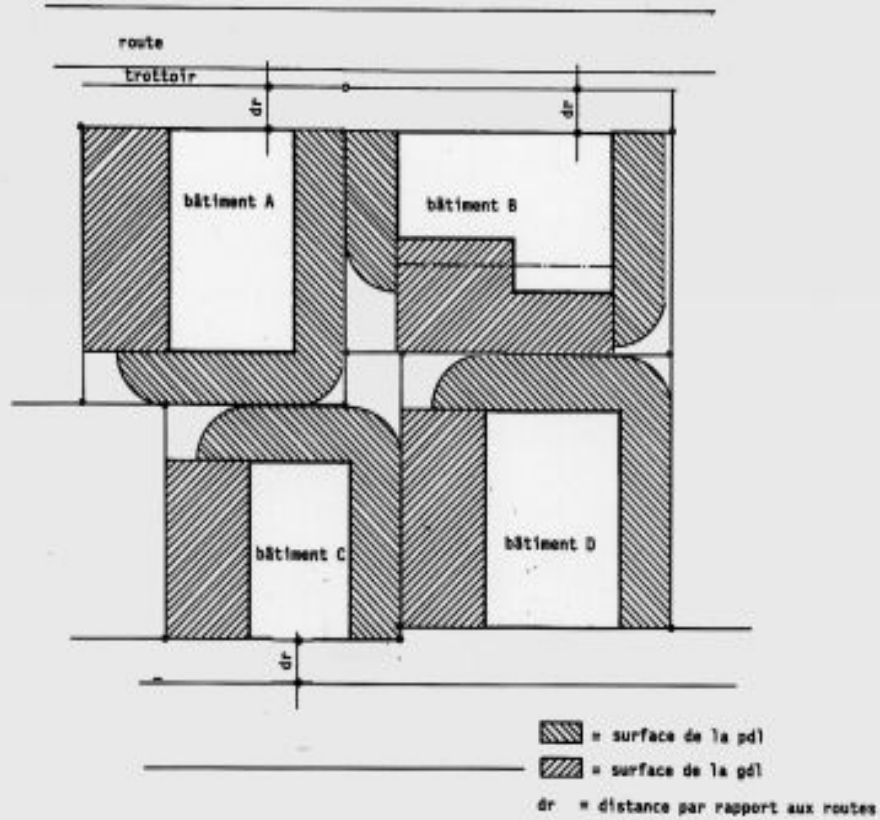 route
trottoir
dr
dr
bâtiment A
bâtiment B
bâtiment C
bâtiment D
dr
= surface de la pdl
= surface de la gdl
dr = distance par rapport aux routes